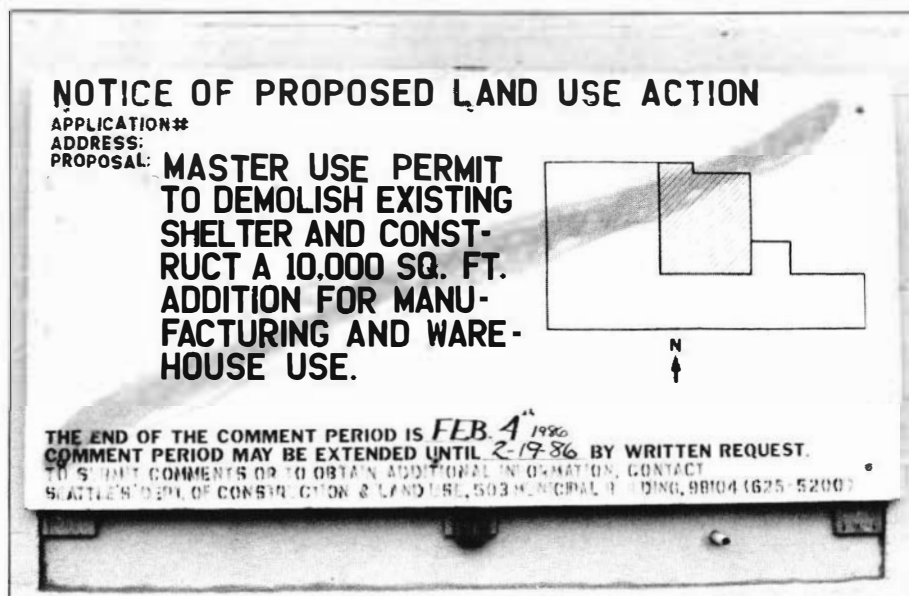 NOTICE OF PROPOSED LAND USE ACTION
APPLICATION#
ADDRESS:
PROPOSAL: MASTER USE PERMIT
TO DEMOLISH EXISTING
SHELTER AND CONST-
RUCT A 10,000 SQ. FT.
ADDITION FOR MANU-
FACTURING AND WARE-
HOUSE USE.
N
THE END OF THE COMMENT PERIOD IS FEB. 4th 1986
COMMENT PERIOD MAY BE EXTENDED UNTIL 2-19-86 BY WRITTEN REQUEST.
TO SUBMIT COMMENTS OR TO OBTAIN ADDITIONAL INFORMATION, CONTACT
SEATTLE'S DEPT. OF CONSTRUCTION & LAND USE, 503 MUNICIPAL BUILDING, 98104 (625-5200)